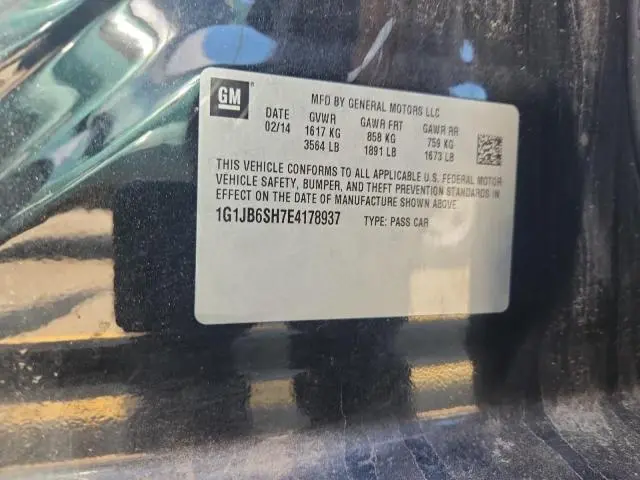 GM
MFD BY GENERAL MOTORS LLC
DATE GVWR GAWR FRT GAWR RR
02/14 1617 KG 858 KG 759 KG
3564 LB 1891 LB 1673 LB
THIS VEHICLE CONFORMS TO ALL APPLICABLE U.S. FEDERAL MOTOR
VEHICLE SAFETY, BUMPER, AND THEFT PREVENTION STANDARDS IN
EFFECT ON THE DATE OF MANUFACTURE SHOWN ABOVE.
1G1JB6SH7E4178937 TYPE: PASS CAR